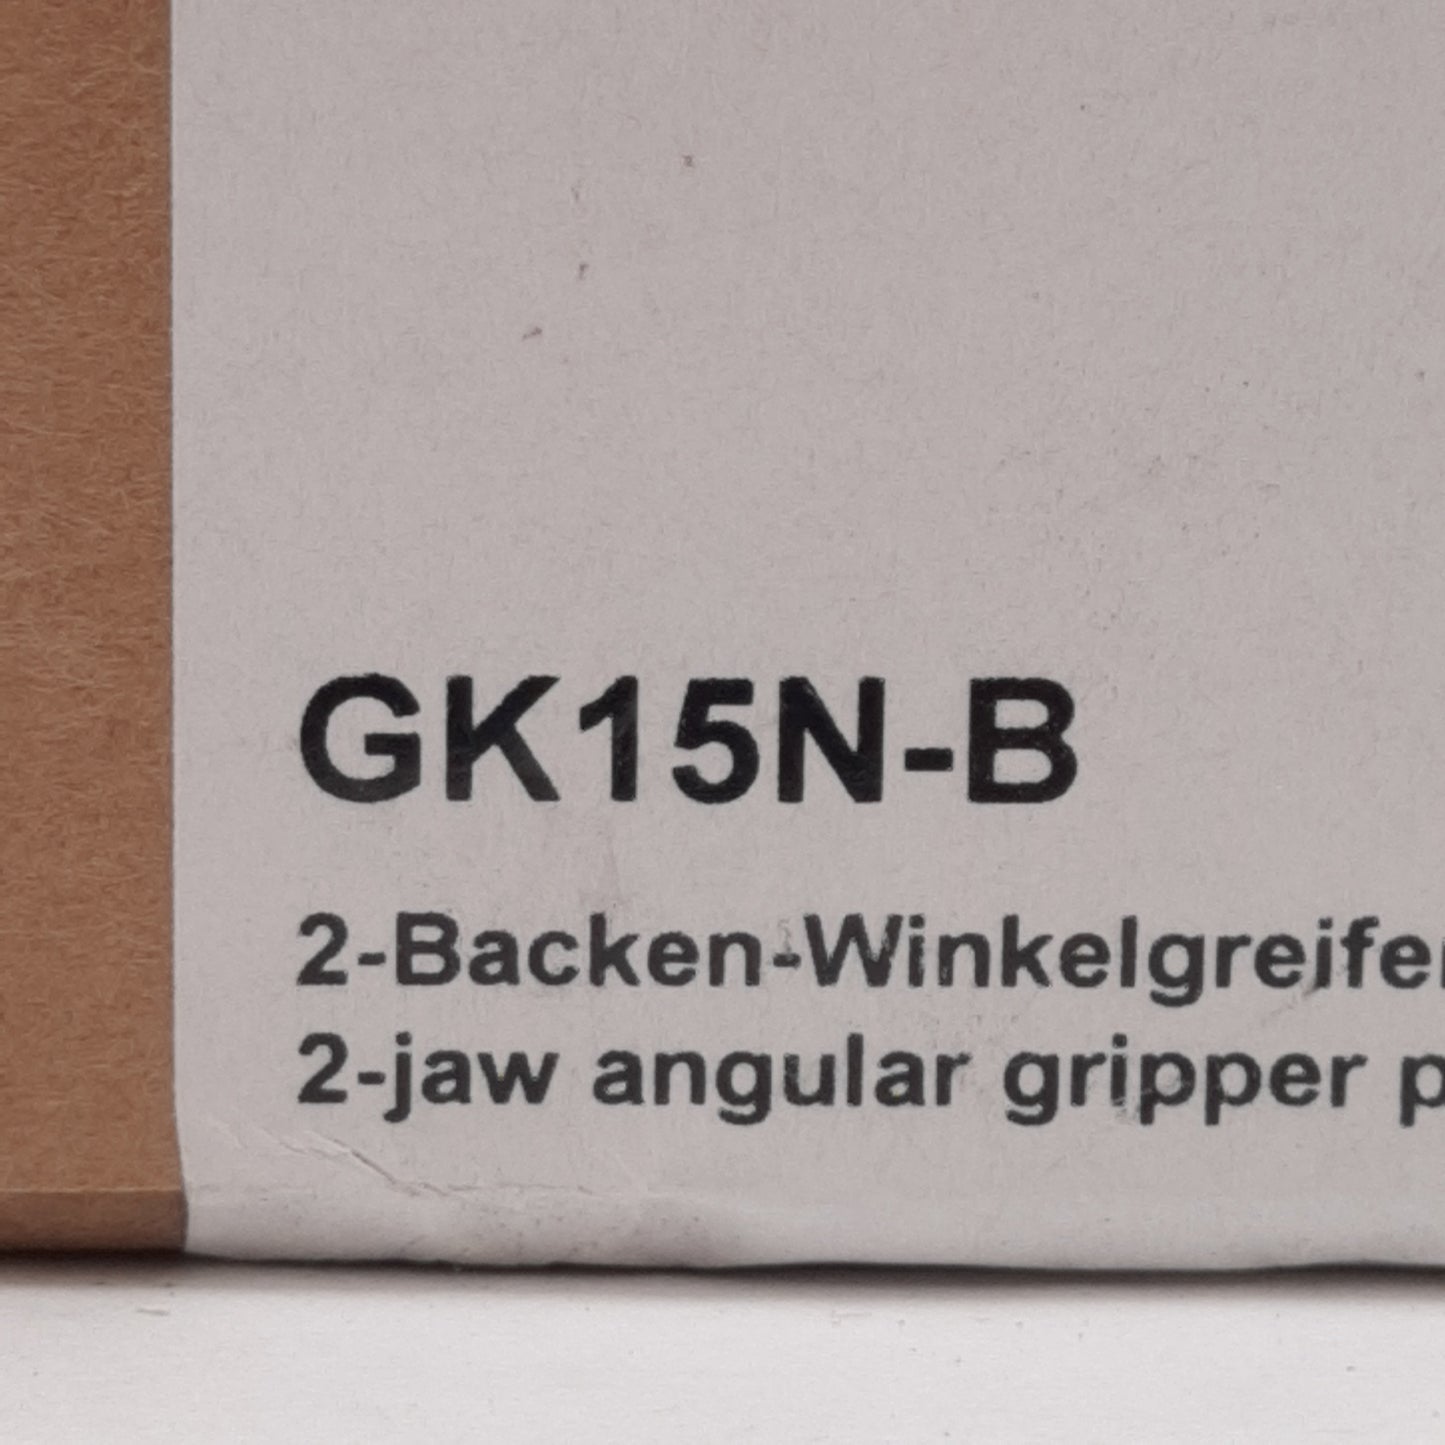 GK15N-B
2-Backen-Winkelgreifer
2-jaw angular gripper p